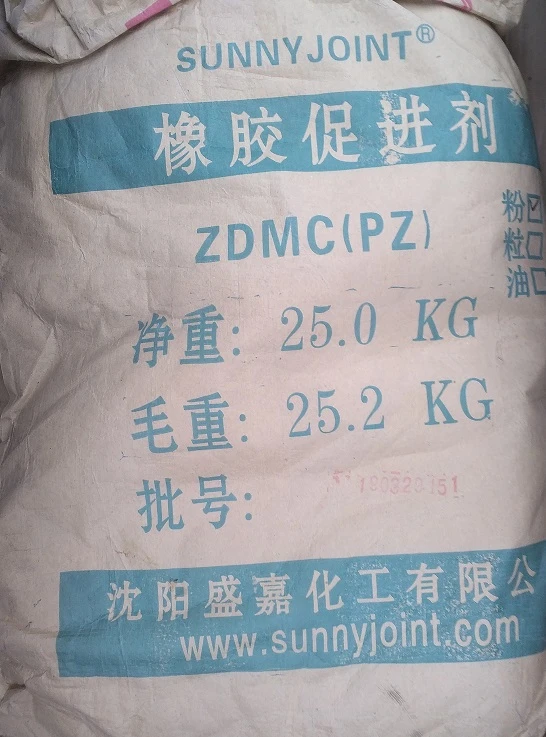 SUNNYJOINT®
橡胶促进剂
ZDMC(PZ)
粉☑
粒☐
油☐
净重: 25.0 KG
毛重: 25.2 KG
批号:
沈阳盛嘉化工有限公
www.sunnyjoint.com